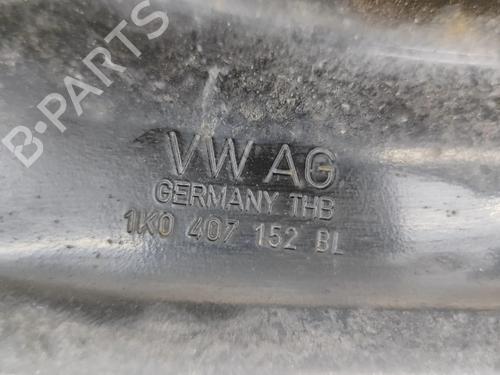 B-PARTS
VW AG
GERMANY THB
1K0 407 152 BL